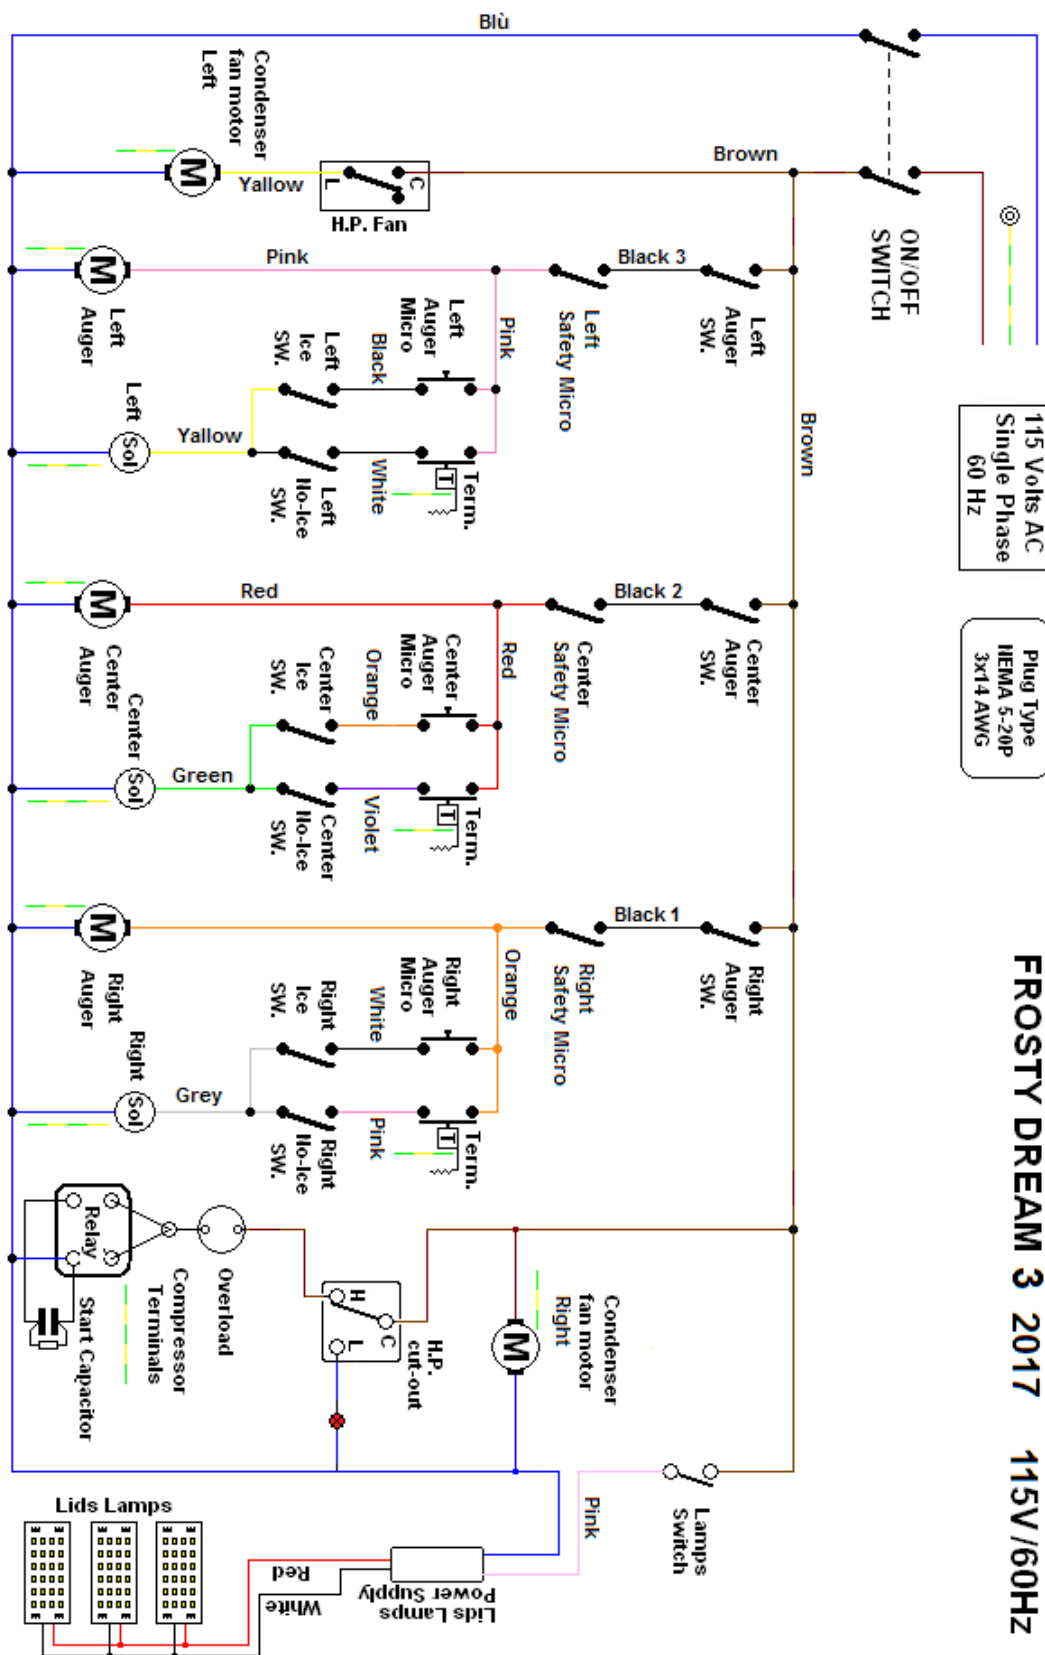 FROSTY DREAM 3 2017 115V/60Hz
115 Volts AC
Single Phase
60 Hz
Plug Type
NEMA 5-20P
3x14 AWG
Blù
ON/OFF
SWITCH
Brown
Brown
Condenser
fan motor
Left
M
Yallow
L
C
H.P. Fan
M
Left
Auger
Pink
Pink
Left
Safety Micro
Black 3
Left
Auger
SW.
Left
Auger
Micro
Black
Left
Ice
SW.
Left
Sol
Yallow
Left
No-Ice
SW.
White
T
Term.
M
Center
Auger
Red
Red
Center
Safety Micro
Black 2
Center
Auger
SW.
Center
Auger
Micro
Orange
Center
Ice
SW.
Center
Sol
Green
Center
No-Ice
SW.
Violet
T
Term.
M
Right
Auger
Orange
Right
Safety Micro
Black 1
Right
Auger
SW.
Right
Auger
Micro
White
Right
Ice
SW.
Right
Sol
Grey
Right
No-Ice
SW.
Pink
T
Term.
Relay
Start Capacitor
Compressor
Terminals
Overload
H
C
L
H.P.
cut-out
M
Condenser
fan motor
Right
Lamps
Switch
Pink
Lids Lamps
Power Supply
Red
White
Lids Lamps